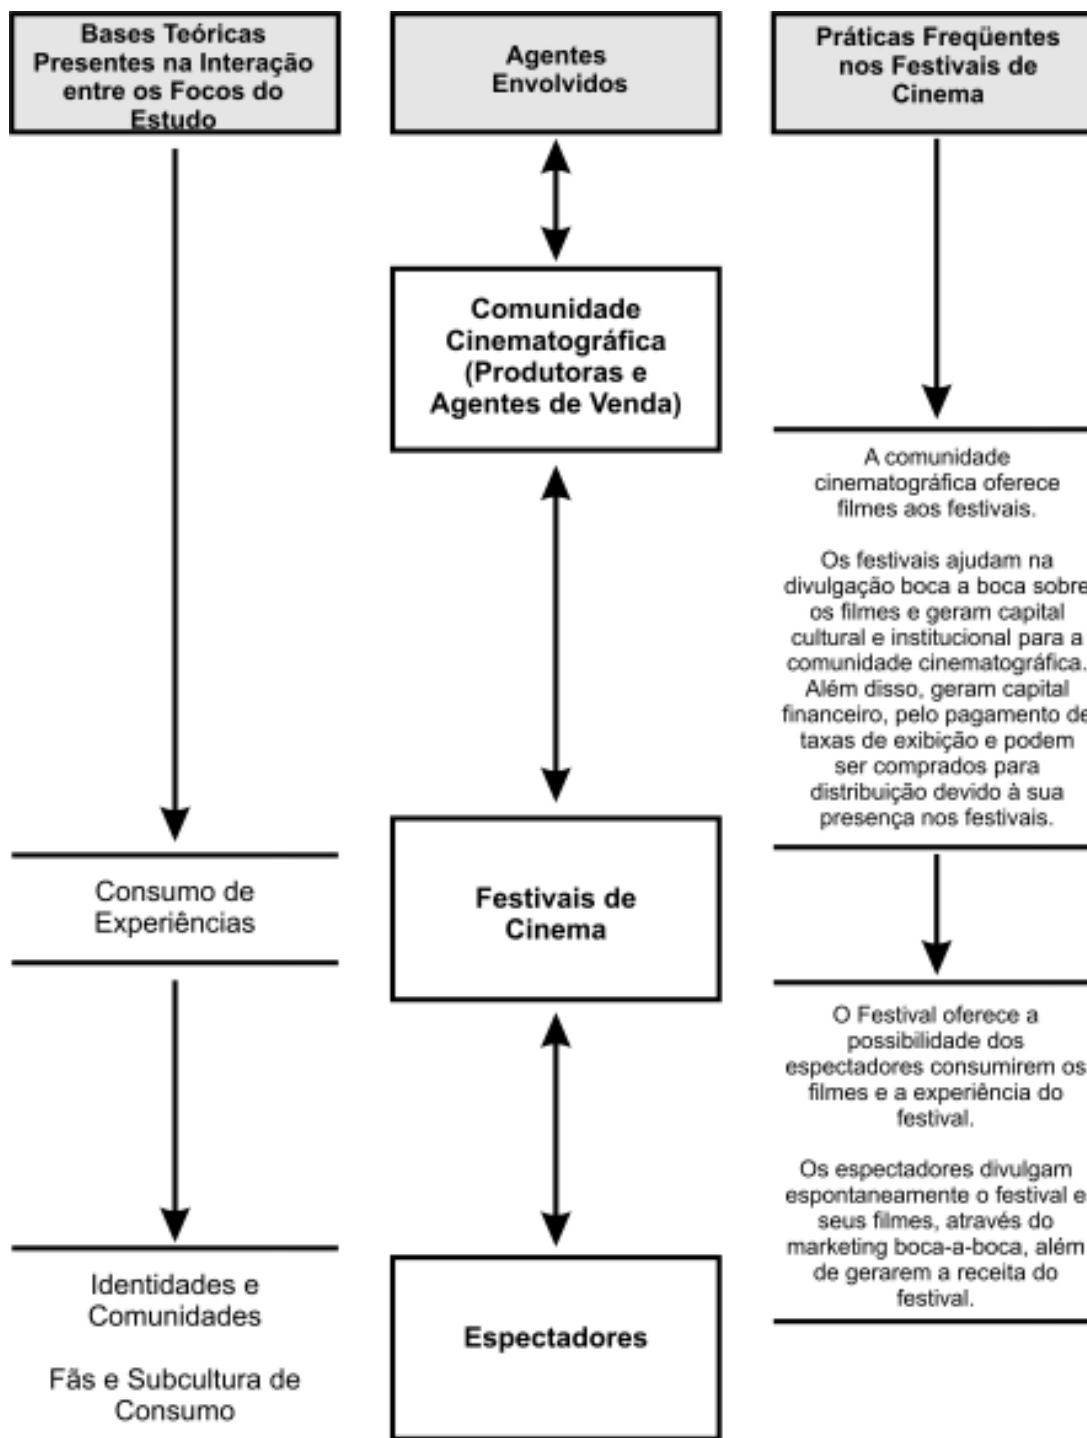 Bases Teóricas
Presentes na Interação
entre os Focos do
Estudo
Agentes
Envolvidos
Práticas Freqüentes
nos Festivais de
Cinema
Comunidade
Cinematográfica
(Produtoras e
Agentes de Venda)
A comunidade
cinematográfica oferece
filmes aos festivais.
Os festivais ajudam na
divulgação boca a boca sobre
os filmes e geram capital
cultural e institucional para a
comunidade cinematográfica.
Além disso, geram capital
financeiro, pelo pagamento de
taxas de exibição e podem
ser comprados para
distribuição devido à sua
presença nos festivais.
Consumo de
Experiências
Festivais de
Cinema
O Festival oferece a
possibilidade dos
espectadores consumirem os
filmes e a experiência do
festival.
Os espectadores divulgam
espontaneamente o festival e
seus filmes, através do
marketing boca-a-boca, além
de gerarem a receita do
festival.
Identidades e
Comunidades
Fãs e Subcultura de
Consumo
Espectadores